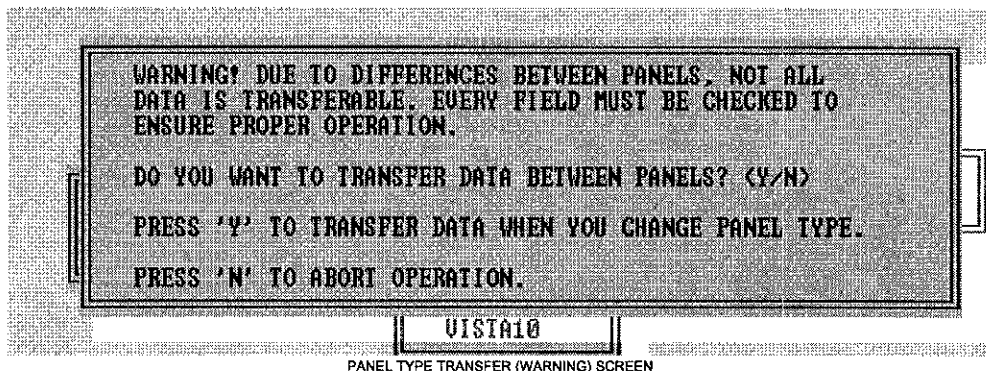 WARNING! DUE TO DIFFERENCES BETWEEN PANELS, NOT ALL
DATA IS TRANSFERABLE. EVERY FIELD MUST BE CHECKED TO
ENSURE PROPER OPERATION.
DO YOU WANT TO TRANSFER DATA BETWEEN PANELS? (Y/N)
PRESS 'Y' TO TRANSFER DATA WHEN YOU CHANGE PANEL TYPE.
PRESS 'N' TO ABORT OPERATION.
VISTA10
PANEL TYPE TRANSFER (WARNING) SCREEN